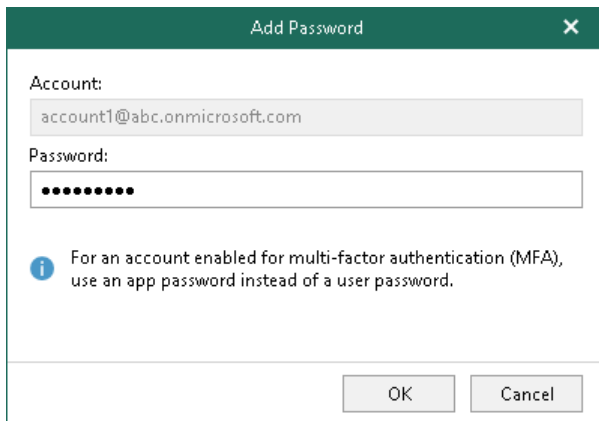 Add Password
Account:
account1@abc.onmicrosoft.com
Password:
●●●●●●●●●
For an account enabled for multi-factor authentication (MFA),
use an app password instead of a user password.
OK
Cancel